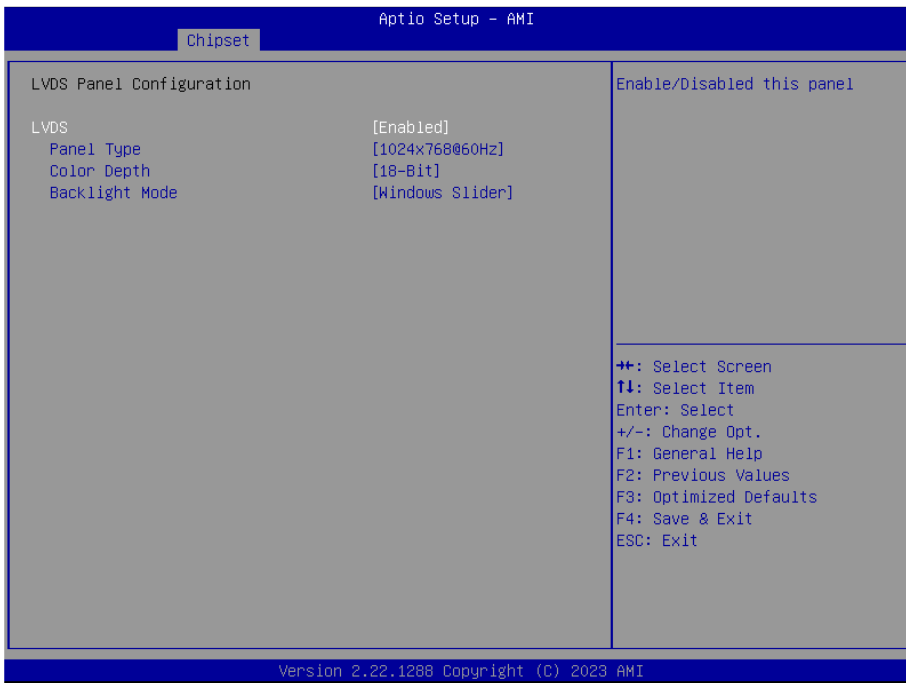 Aptio Setup – AMI
Chipset
LVDS Panel Configuration
LVDS [Enabled]
Panel Type [1024x768@60Hz]
Color Depth [18-Bit]
Backlight Mode [Windows Slider]
Enable/Disabled this panel
→←: Select Screen
↑↓: Select Item
Enter: Select
+/-: Change Opt.
F1: General Help
F2: Previous Values
F3: Optimized Defaults
F4: Save & Exit
ESC: Exit
Version 2.22.1288 Copyright (C) 2023 AMI